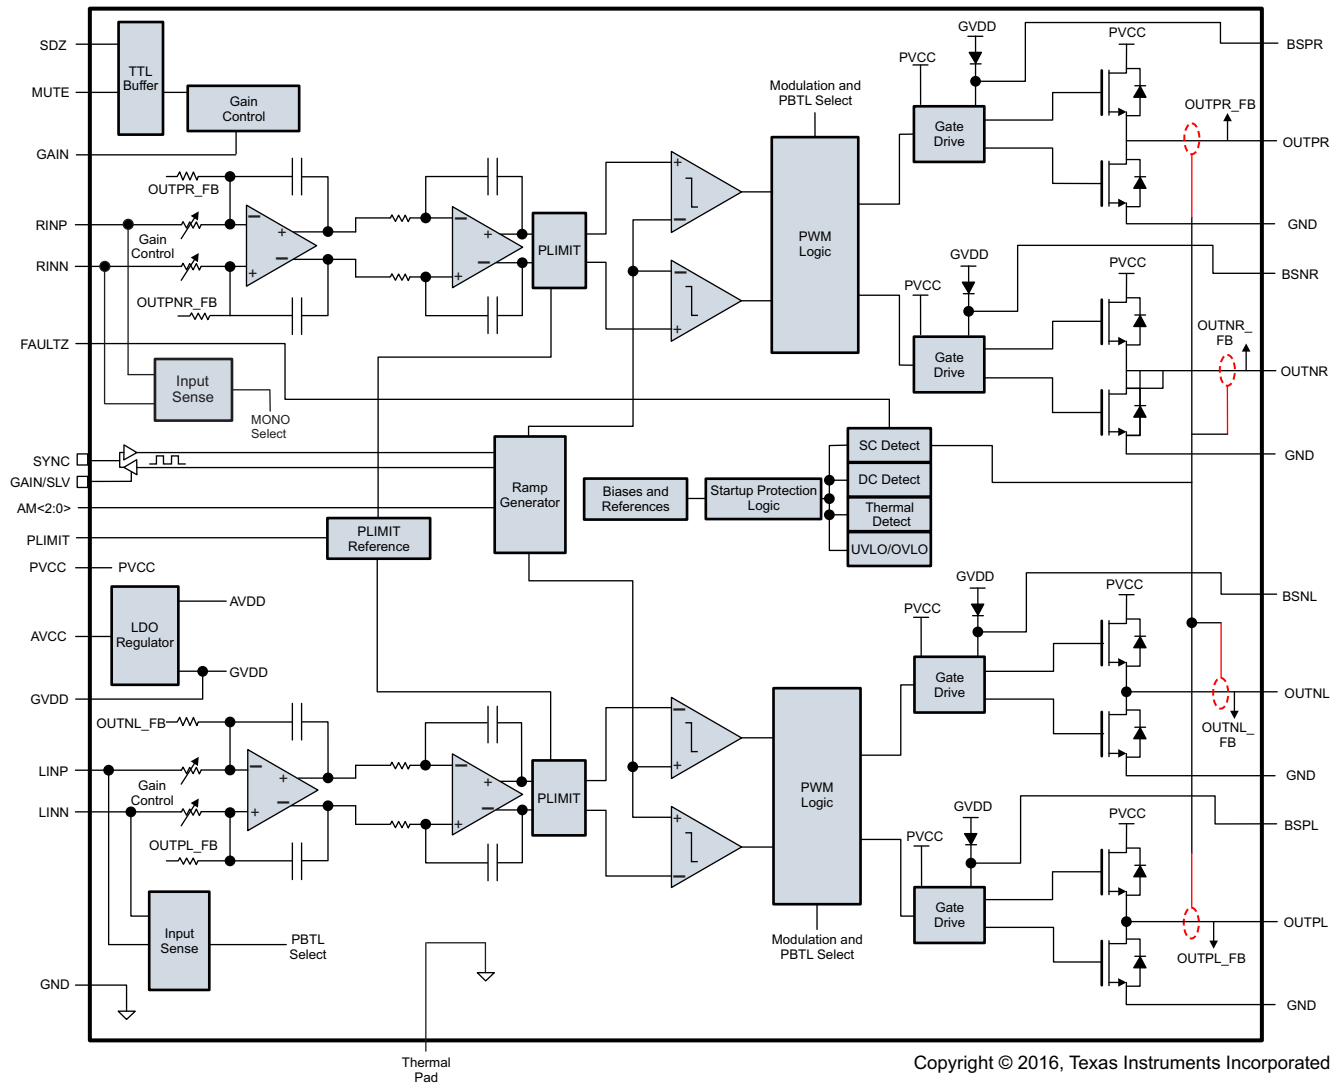 SDZ
MUTE
GAIN
RINP
RINN
FAULTZ
SYNC
GAIN/SLV
AM<2:0>
PLIMIT
PVCC
PVCC
AVCC
GVDD
LINP
LINN
GND
TTL
Buffer
Gain
Control
OUTPR_FB
Gain
Control
OUTPNR_FB
Input
Sense
MONO
Select
PLIMIT
PLIMIT
Reference
Ramp
Generator
LDO
Regulator
AVDD
GVDD
OUTNL_FB
Gain
Control
OUTPL_FB
Input
Sense
PBTL
Select
PLIMIT
Thermal
Pad
Modulation and
PBTL Select
PWM
Logic
Biases and
References
Startup Protection
Logic
SC Detect
DC Detect
Thermal
Detect
UVLO/OVLO
PWM
Logic
Modulation and
PBTL Select
GVDD
PVCC
Gate
Drive
PVCC
OUTPR_FB
BSPR
OUTPR
GND
GVDD
PVCC
Gate
Drive
PVCC
OUTNR_
FB
BSNR
OUTNR
GND
GVDD
PVCC
Gate
Drive
PVCC
OUTNL_
FB
BSNL
OUTNL
GND
GVDD
PVCC
Gate
Drive
PVCC
OUTPL_FB
BSPL
OUTPL
GND
Copyright © 2016, Texas Instruments Incorporated